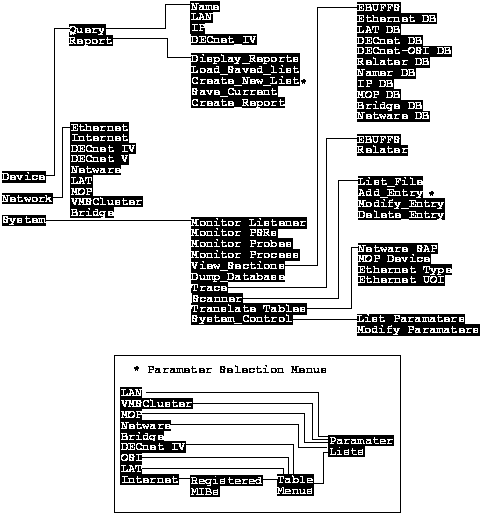 Device
Network
System
Query
Report
Name
LAN
IP
DECnet_IV
Display_Reports
Load_Saved_list
Create_New_List *
Save_Current
Create_Report
Ethernet
Internet
DECnet IV
DECnet V
Netware
LAT
MOP
VMSCluster
Bridge
Monitor Listener
Monitor PSRs
Monitor Probes
Monitor Process
View_Sections
Dump_Database
Trace
Scanner
Translate Tables
System_Control
EBUFFS
Ethernet DB
LAT DB
DECnet DB
DECnet-OSI DB
Relater DB
Namer DB
IP DB
MOP DB
Bridge DB
Netware DB
EBUFFS
Relater
List_File
Add_Entry *
Modify_Entry
Delete_Entry
Netware SAP
MOP Device
Ethernet Type
Ethernet UOI
List Paramaters
Modify Paramaters
* Parameter Selection Menus
LAN
VMSCluster
MOP
Netware
Bridge
DECnet IV
OSI
LAT
Internet
Registered
MIBs
Table
Menus
Paramater
Lists